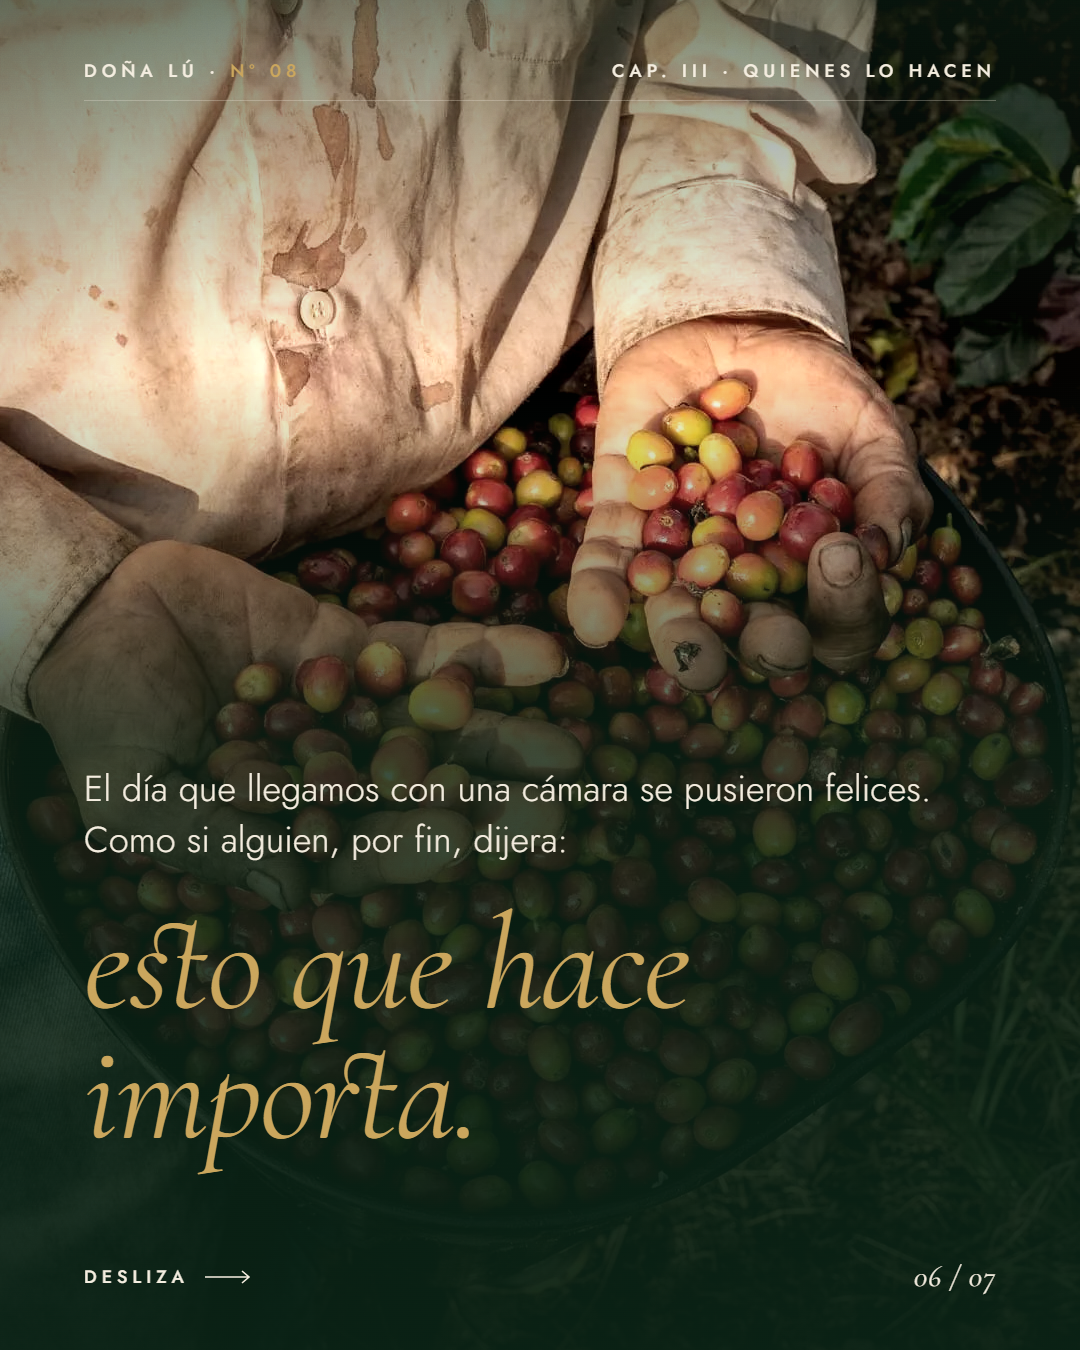 DOÑA LÚ · N° 08
CAP. III · QUIENES LO HACEN
El día que llegamos con una cámara se pusieron felices.
Como si alguien, por fin, dijera:
esto que hace
importa.
DESLIZA →
06 / 07